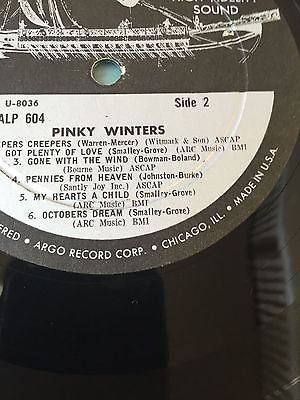 HIGH FIDELITY
SOUND
U-8036
Side 2
ALP 604
PINKY WINTERS
PERS CREEPERS (Warren-Mercer) (Witmark & Son) ASCAP
GOT PLENTY OF LOVE (Smalley-Grove) (ARC Music) BMI
3. GONE WITH THE WIND (Bowman-Boland)
(Bourne Music) ASCAP
4. PENNIES FROM HEAVEN (Johnston-Burke)
(Santly Joy Inc.) ASCAP
5. MY HEARTS A CHILD (Smalley-Grove)
(ARC Music) BMI
6. OCTOBERS DREAM (Smalley-Grove)
(ARC Music) BMI
ERED - ARGO RECORD CORP. - CHICAGO, ILL. - MADE IN U.S.A.